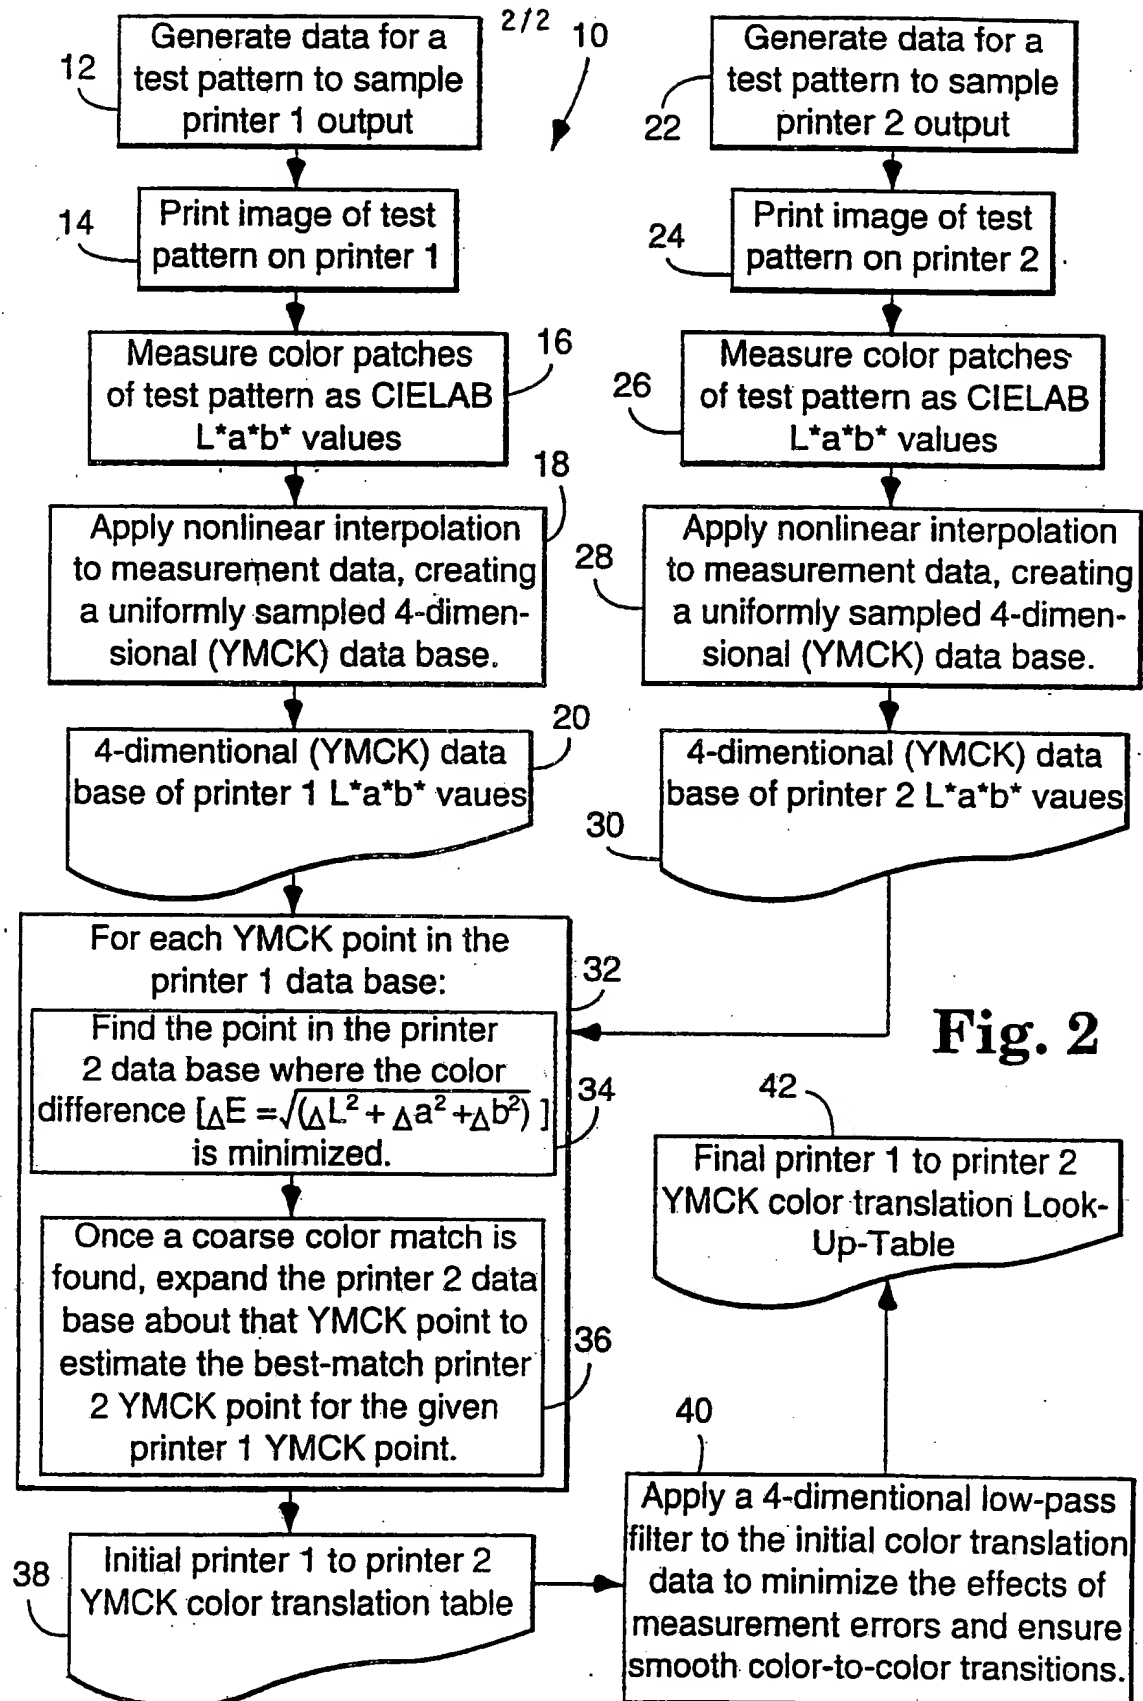 2/2
10
12
Generate data for a
test pattern to sample
printer 1 output
14
Print image of test
pattern on printer 1
16
Measure color patches
of test pattern as CIELAB
L*a*b* values
18
Apply nonlinear interpolation
to measurement data, creating
a uniformly sampled 4-dimen-
sional (YMCK) data base.
20
4-dimentional (YMCK) data
base of printer 1 L*a*b* vaues
22
Generate data for a
test pattern to sample
printer 2 output
24
Print image of test
pattern on printer 2
26
Measure color patches
of test pattern as CIELAB
L*a*b* values
28
Apply nonlinear interpolation
to measurement data, creating
a uniformly sampled 4-dimen-
sional (YMCK) data base.
30
4-dimentional (YMCK) data
base of printer 2 L*a*b* vaues
32
For each YMCK point in the
printer 1 data base:
34
Find the point in the printer
2 data base where the color
difference [ΔE =√(ΔL² + Δa² +Δb²) ]
is minimized.
36
Once a coarse color match is
found, expand the printer 2 data
base about that YMCK point to
estimate the best-match printer
2 YMCK point for the given
printer 1 YMCK point.
38
Initial printer 1 to printer 2
YMCK color translation table
40
Apply a 4-dimentional low-pass
filter to the initial color translation
data to minimize the effects of
measurement errors and ensure
smooth color-to-color transitions.
42
Final printer 1 to printer 2
YMCK color translation Look-
Up-Table
Fig. 2